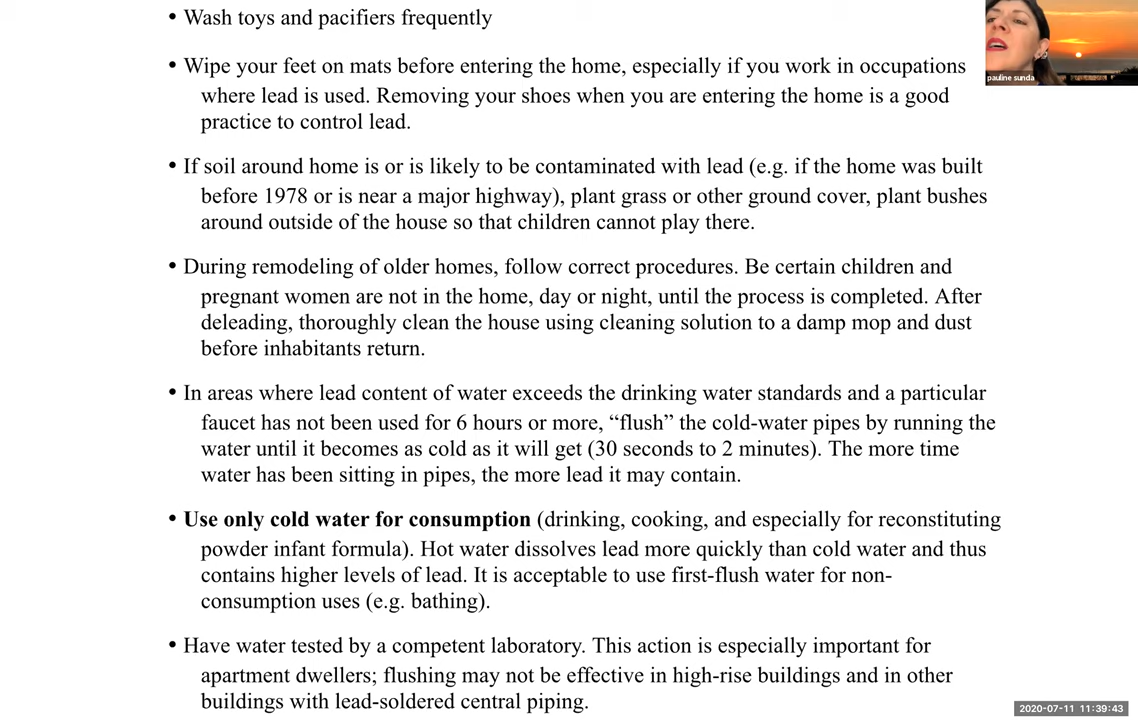 • Wash toys and pacifiers frequently
• Wipe your feet on mats before entering the home, especially if you work in occupations
where lead is used. Removing your shoes when you are entering the home is a good
practice to control lead.
• If soil around home is or is likely to be contaminated with lead (e.g. if the home was built
before 1978 or is near a major highway), plant grass or other ground cover, plant bushes
around outside of the house so that children cannot play there.
• During remodeling of older homes, follow correct procedures. Be certain children and
pregnant women are not in the home, day or night, until the process is completed. After
deleading, thoroughly clean the house using cleaning solution to a damp mop and dust
before inhabitants return.
• In areas where lead content of water exceeds the drinking water standards and a particular
faucet has not been used for 6 hours or more, “flush” the cold-water pipes by running the
water until it becomes as cold as it will get (30 seconds to 2 minutes). The more time
water has been sitting in pipes, the more lead it may contain.
• Use only cold water for consumption (drinking, cooking, and especially for reconstituting
powder infant formula). Hot water dissolves lead more quickly than cold water and thus
contains higher levels of lead. It is acceptable to use first-flush water for non-
consumption uses (e.g. bathing).
• Have water tested by a competent laboratory. This action is especially important for
apartment dwellers; flushing may not be effective in high-rise buildings and in other
buildings with lead-soldered central piping.
pauline sunda
2020-07-11 11:39:43